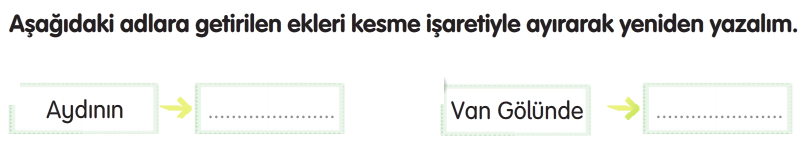 Aşağıdaki adlara getirilen ekleri kesme işaretiyle ayırarak yeniden yazalım.
Aydının ........................ Van Gölünde ........................